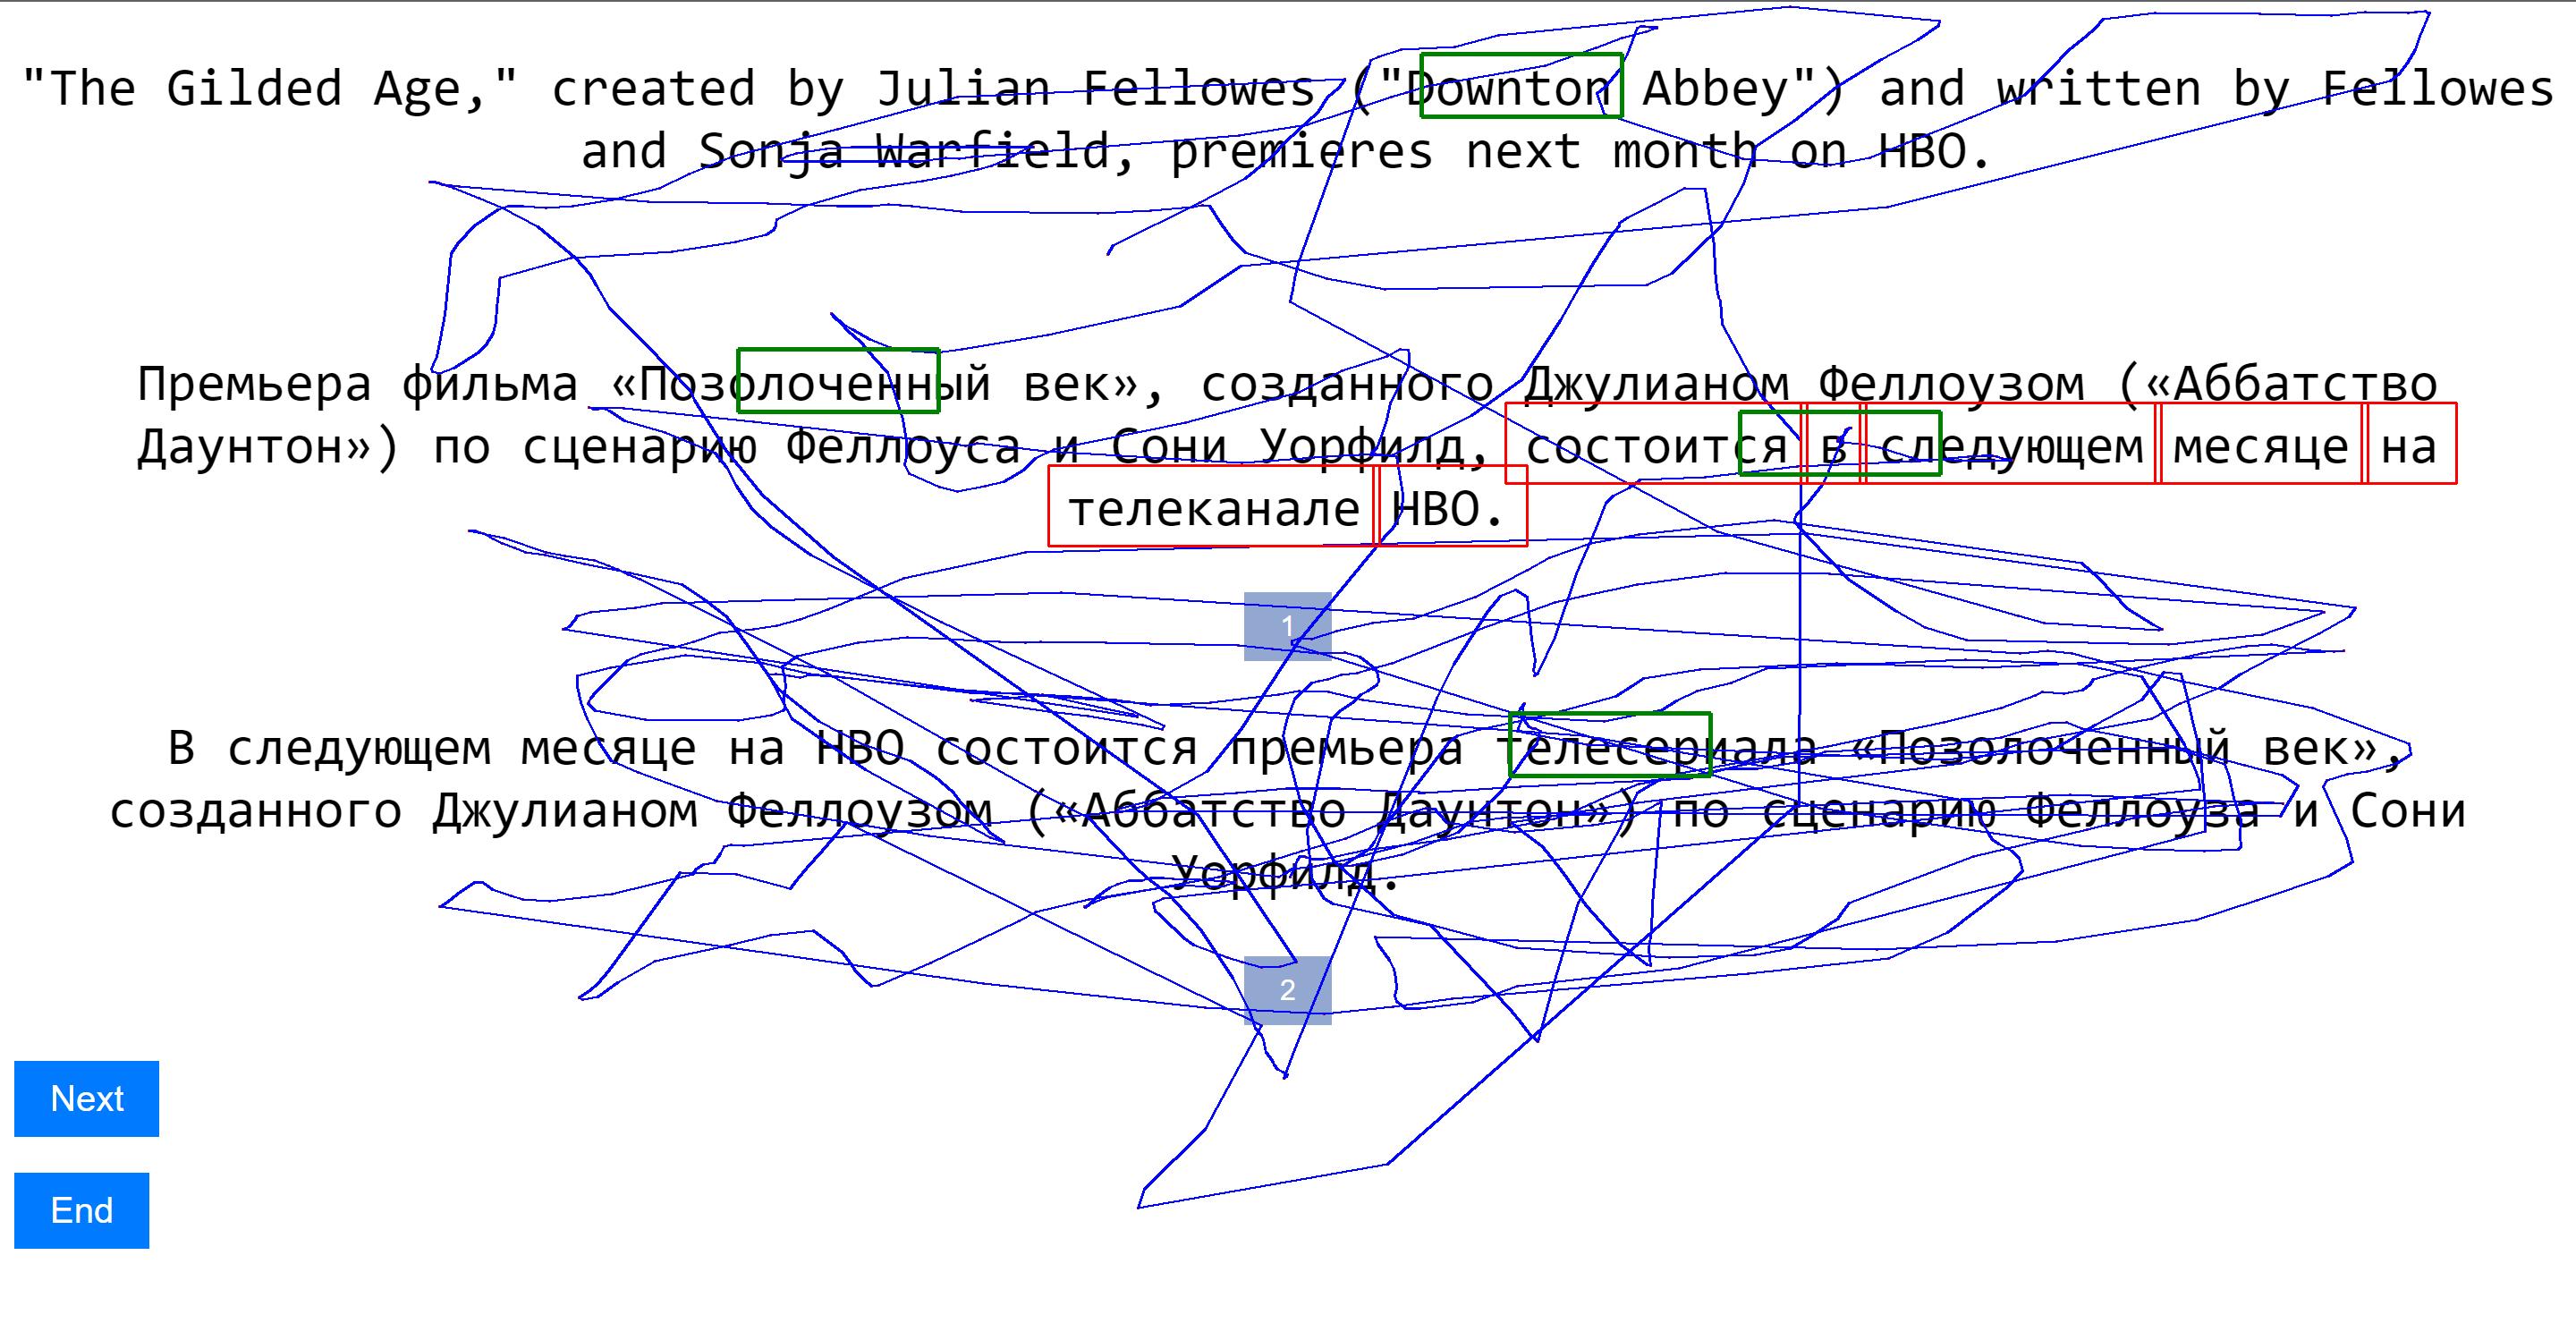 "The Gilded Age," created by Julian Fellowes ("Downton Abbey") and written by Fellowes
and Sonja Warfield, premieres next month on HBO.
Премьера фильма «Позолоченный век», созданного Джулианом Феллоузом («Аббатство
Даунтон») по сценарию Феллоуса и Сони Уорфилд, состоится в следующем месяце на
телеканале HBO.
1
В следующем месяце на HBO состоится премьера телесериала «Позолоченный век»,
созданного Джулианом Феллоузом («Аббатство Даунтон») по сценарию Феллоуза и Сони
Уорфилд.
2
Next
End